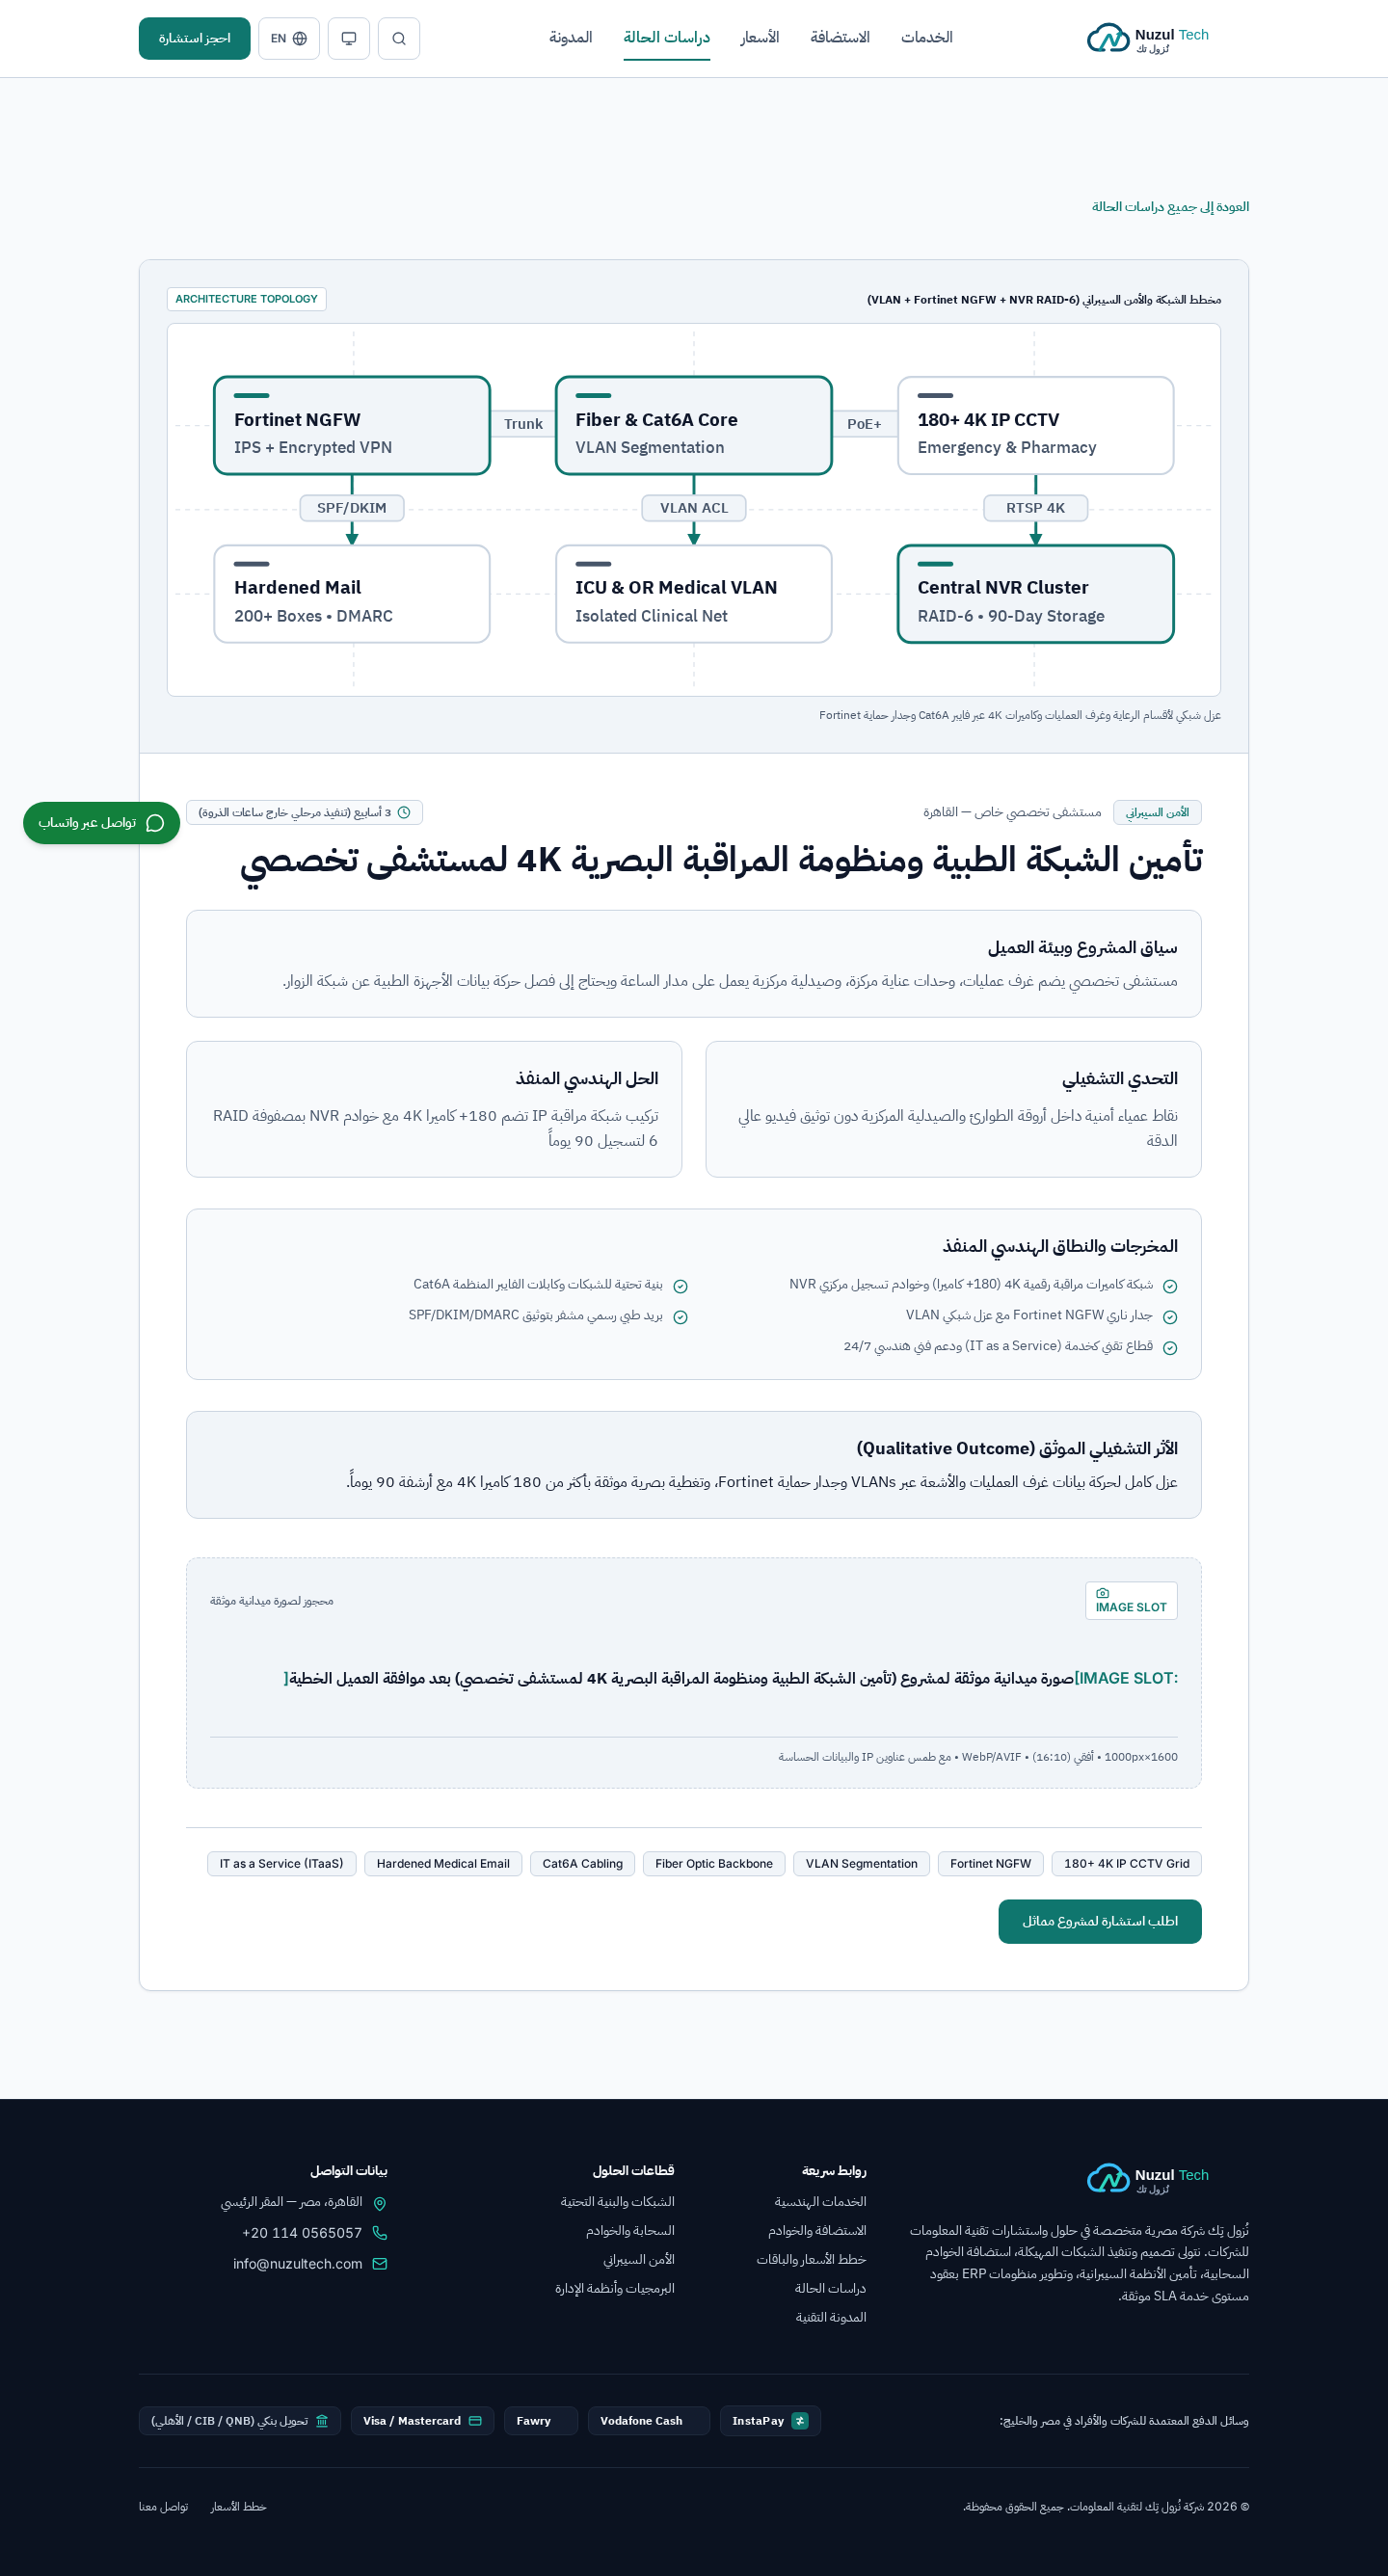 Nuzul Tech
نُزول تك
الخدمات
الاستضافة
الأسعار
دراسات الحالة
المدونة
EN
احجز استشارة
العودة إلى جميع دراسات الحالة
مخطط الشبكة والأمن السيبراني (VLAN + Fortinet NGFW + NVR RAID-6)
ARCHITECTURE TOPOLOGY
Fortinet NGFW
IPS + Encrypted VPN
Trunk
Fiber & Cat6A Core
VLAN Segmentation
PoE+
180+ 4K IP CCTV
Emergency & Pharmacy
SPF/DKIM
VLAN ACL
RTSP 4K
Hardened Mail
200+ Boxes • DMARC
ICU & OR Medical VLAN
Isolated Clinical Net
Central NVR Cluster
RAID-6 • 90-Day Storage
عزل شبكي لأقسام الرعاية وغرف العمليات وكاميرات 4K عبر فايبر Cat6A وجدار حماية Fortinet
الأمن السيبراني
مستشفى تخصصي خاص — القاهرة
3 أسابيع (تنفيذ مرحلي خارج ساعات الذروة)
تواصل عبر واتساب
تأمين الشبكة الطبية ومنظومة المراقبة البصرية 4K لمستشفى تخصصي
سياق المشروع وبيئة العميل
مستشفى تخصصي يضم غرف عمليات، وحدات عناية مركزة، وصيدلية مركزية يعمل على مدار الساعة ويحتاج إلى فصل حركة بيانات الأجهزة الطبية عن شبكة الزوار.
التحدي التشغيلي
نقاط عمياء أمنية داخل أروقة الطوارئ والصيدلية المركزية دون توثيق فيديو عالي
الدقة
الحل الهندسي المنفذ
تركيب شبكة مراقبة IP تضم 180+ كاميرا 4K مع خوادم NVR بمصفوفة RAID
6 لتسجيل 90 يوماً
المخرجات والنطاق الهندسي المنفذ
شبكة كاميرات مراقبة رقمية 4K (180+ كاميرا) وخوادم تسجيل مركزي NVR
بنية تحتية للشبكات وكابلات الفايبر المنظمة Cat6A
جدار ناري Fortinet NGFW مع عزل شبكي VLAN
بريد طبي رسمي مشفر بتوثيق SPF/DKIM/DMARC
قطاع تقني كخدمة (IT as a Service) ودعم فني هندسي 24/7
الأثر التشغيلي الموثق (Qualitative Outcome)
عزل كامل لحركة بيانات غرف العمليات والأشعة عبر VLANs وجدار حماية Fortinet، وتغطية بصرية موثقة بأكثر من 180 كاميرا 4K مع أرشفة 90 يوماً.
IMAGE SLOT
محجوز لصورة ميدانية موثقة
[IMAGE SLOT: صورة ميدانية موثقة لمشروع (تأمين الشبكة الطبية ومنظومة المراقبة البصرية 4K لمستشفى تخصصي) بعد موافقة العميل الخطية]
1600×1000px • أفقي (16:10) • WebP/AVIF • مع طمس عناوين IP والبيانات الحساسة
180+ 4K IP CCTV Grid
Fortinet NGFW
VLAN Segmentation
Fiber Optic Backbone
Cat6A Cabling
Hardened Medical Email
IT as a Service (ITaaS)
اطلب استشارة لمشروع مماثل
Nuzul Tech
نُزول تك
نُزول تِك شركة مصرية متخصصة في حلول واستشارات تقنية المعلومات
للشركات. نتولى تصميم وتنفيذ الشبكات المهيكلة، استضافة الخوادم
السحابية، تأمين الأنظمة السيبرانية، وتطوير منظومات ERP بعقود
مستوى خدمة SLA موثقة.
روابط سريعة
الخدمات الهندسية
الاستضافة والخوادم
خطط الأسعار والباقات
دراسات الحالة
المدونة التقنية
قطاعات الحلول
الشبكات والبنية التحتية
السحابة والخوادم
الأمن السيبراني
البرمجيات وأنظمة الإدارة
بيانات التواصل
القاهرة، مصر — المقر الرئيسي
+20 114 0565057
info@nuzultech.com
وسائل الدفع المعتمدة للشركات والأفراد في مصر والخليج:
InstaPay
Vodafone Cash
Fawry
Visa / Mastercard
تحويل بنكي (CIB / QNB / الأهلي)
© 2026 شركة نُزول تِك لتقنية المعلومات. جميع الحقوق محفوظة.
خطط الأسعار
تواصل معنا